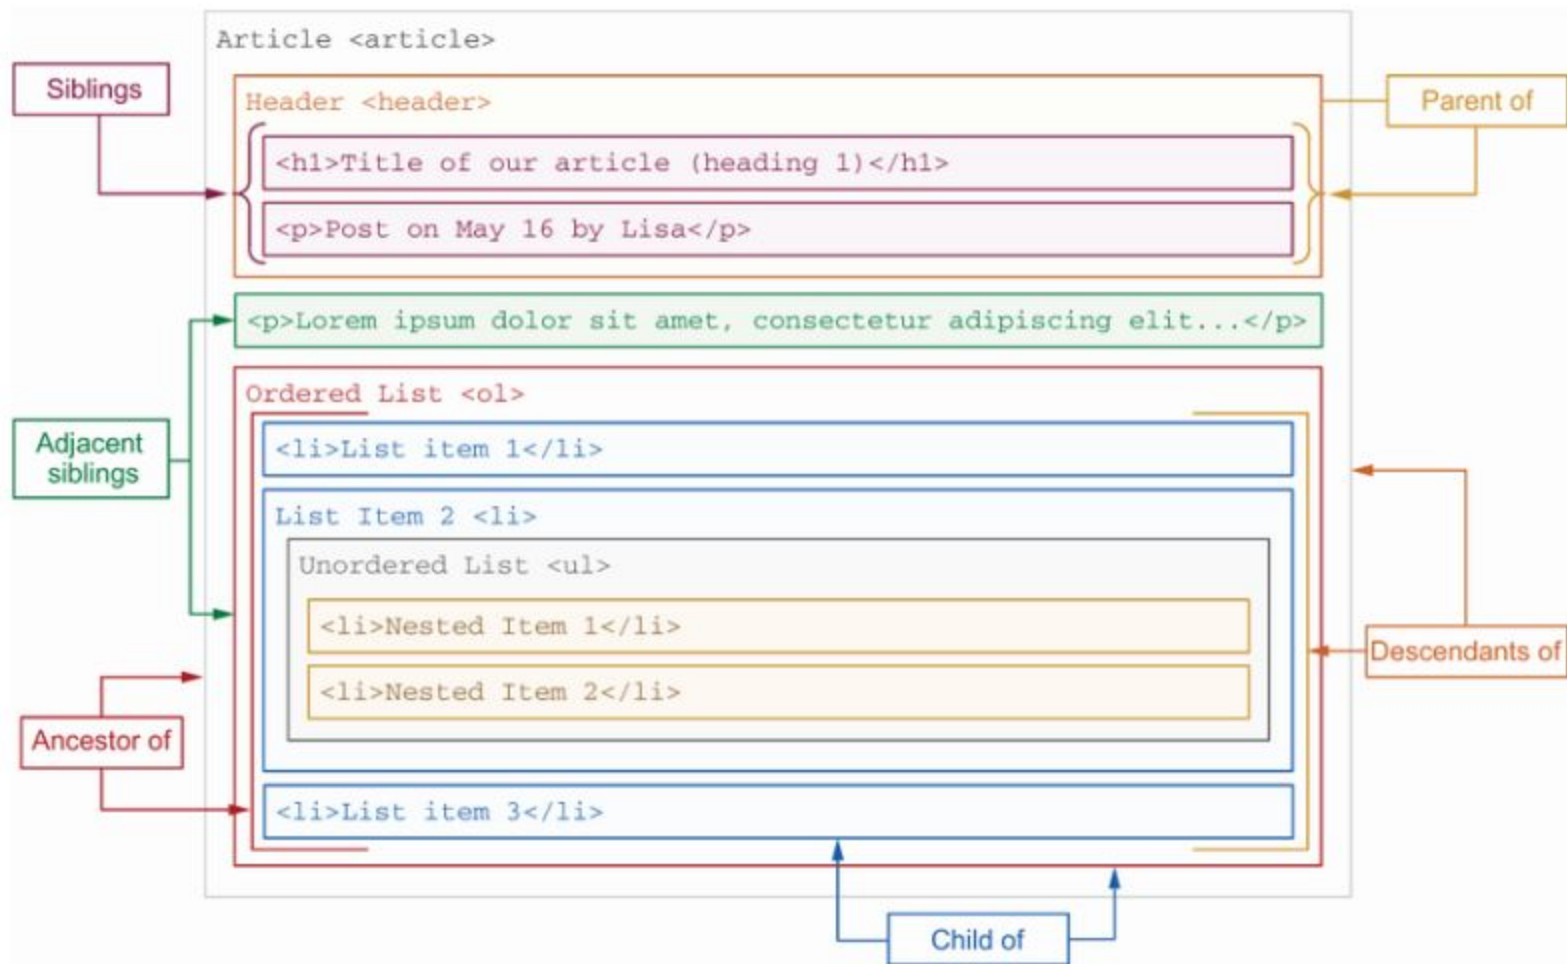 Article <article>
Siblings
Header <header>
Parent of
<h1>Title of our article (heading 1)</h1>
<p>Post on May 16 by Lisa</p>
<p>Lorem ipsum dolor sit amet, consectetur adipiscing elit...</p>
Ordered List <ol>
Adjacent
siblings
<li>List item 1</li>
List Item 2 <li>
Unordered List <ul>
<li>Nested Item 1</li>
Descendants of
<li>Nested Item 2</li>
Ancestor of
<li>List item 3</li>
Child of